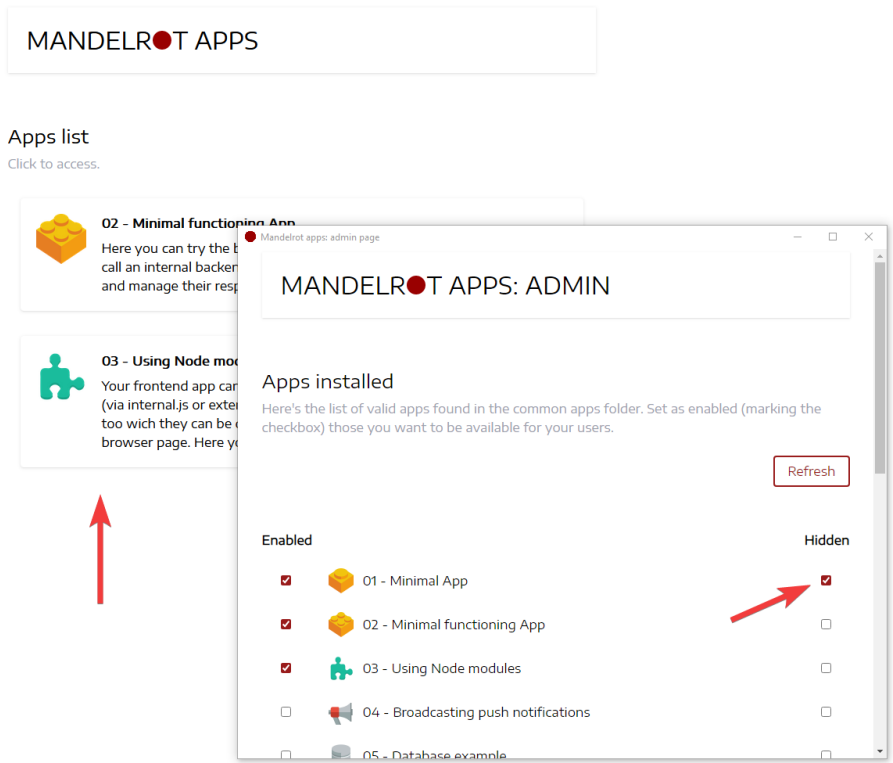 MANDELROT APPS
Apps list
Click to access.
02 - Minimal functioning App
Here you can try the b
call an internal backen
and manage their resp
03 - Using Node mod
Your frontend app can
(via internal.js or exter
too wich they can be
browser page. Here yo
Mandelrot apps: admin page
MANDELROT APPS: ADMIN
Apps installed
Here's the list of valid apps found in the common apps folder. Set as enabled (marking the
checkbox) those you want to be available for your users.
Refresh
Enabled
Hidden
01 - Minimal App
02 - Minimal functioning App
03 - Using Node modules
04 - Broadcasting push notifications
05 - Database example